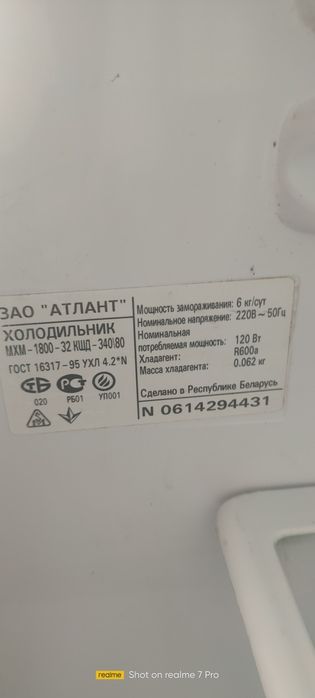 ЗАО "АТЛАНТ"
ХОЛОДИЛЬНИК
МХМ-1800-32 КШД-340\80
ГОСТ 16317-95 УХЛ 4.2*N
020 РБ01 УП001
Мощность замораживания: 6 кг/сут
Номинальное напряжение: 220В ~ 50Гц
Номинальная
потребляемая мощность: 120 Вт
Хладагент: R600a
Масса хладагента: 0.062 кг
Сделано в Республике Беларусь
N 0614294431
realme Shot on realme 7 Pro